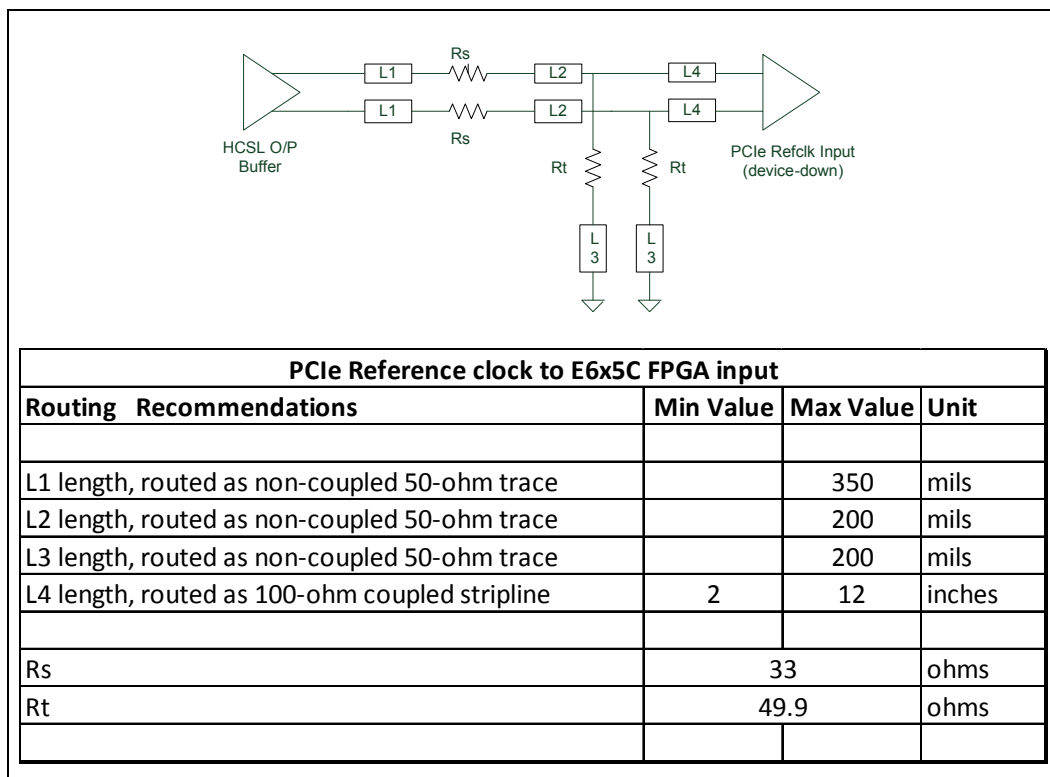 Rs
L1 L2 L4
L1 L2 L4
Rs
HCSL O/P
Buffer
PCIe Refclk Input
(device-down)
Rt Rt
L L
3 3
PCIe Reference clock to E6x5C FPGA input
Routing Recommendations Min Value Max Value Unit
L1 length, routed as non-coupled 50-ohm trace 350 mils
L2 length, routed as non-coupled 50-ohm trace 200 mils
L3 length, routed as non-coupled 50-ohm trace 200 mils
L4 length, routed as 100-ohm coupled stripline 2 12 inches
Rs 33 ohms
Rt 49.9 ohms